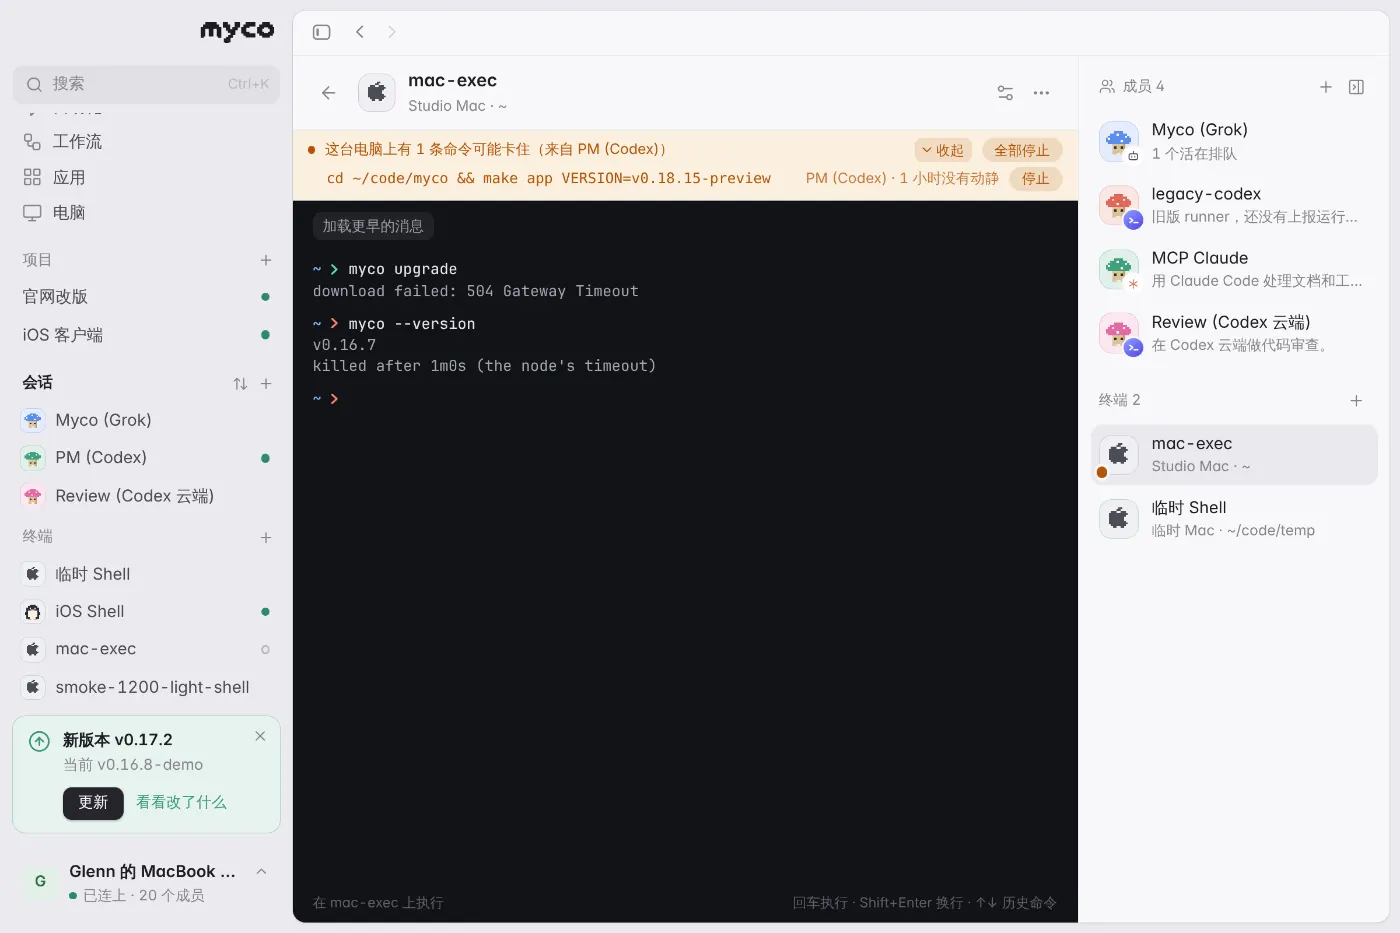 myco
搜索
Ctrl+K
工作流
应用
电脑
项目
官网改版
iOS 客户端
会话
Myco (Grok)
PM (Codex)
Review (Codex 云端)
终端
临时 Shell
iOS Shell
mac-exec
smoke-1200-light-shell
新版本 v0.17.2
当前 v0.16.8-demo
更新
看看改了什么
G
Glenn 的 MacBook ...
已连上 · 20 个成员
mac-exec
Studio Mac · ~
这台电脑上有 1 条命令可能卡住（来自 PM (Codex)）
收起
全部停止
cd ~/code/myco && make app VERSION=v0.18.15-preview
PM (Codex) · 1 小时没有动静
停止
加载更早的消息
~ > myco upgrade
download failed: 504 Gateway Timeout
~ > myco --version
v0.16.7
killed after 1m0s (the node's timeout)
~ >
在 mac-exec 上执行
回车执行 · Shift+Enter 换行 · ↑↓ 历史命令
成员 4
Myco (Grok)
1 个活在排队
legacy-codex
旧版 runner，还没有上报运行...
MCP Claude
用 Claude Code 处理文档和工...
Review (Codex 云端)
在 Codex 云端做代码审查。
终端 2
mac-exec
Studio Mac · ~
临时 Shell
临时 Mac · ~/code/temp